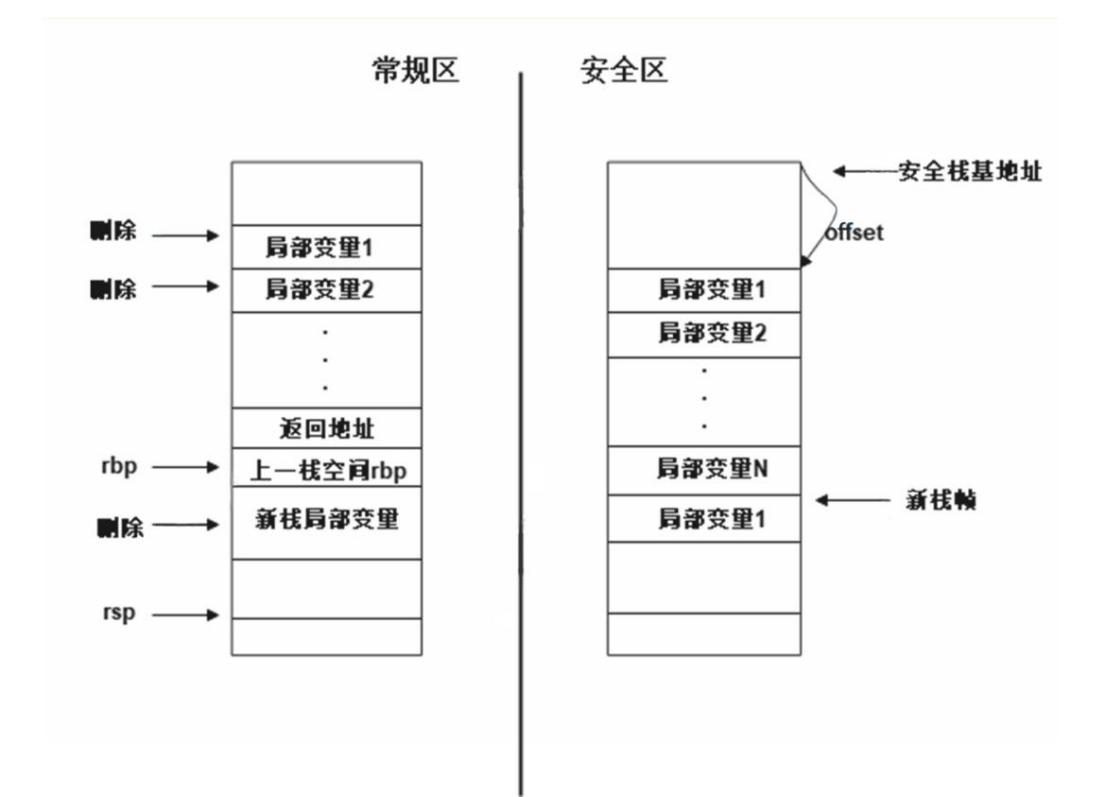 常规区
安全区
删除
局部变量1
删除
局部变量2
返回地址
rbp
上一栈空间rbp
删除
新栈局部变量
rsp
安全栈基地址
offset
局部变量1
局部变量2
局部变量N
新栈帧
局部变量1